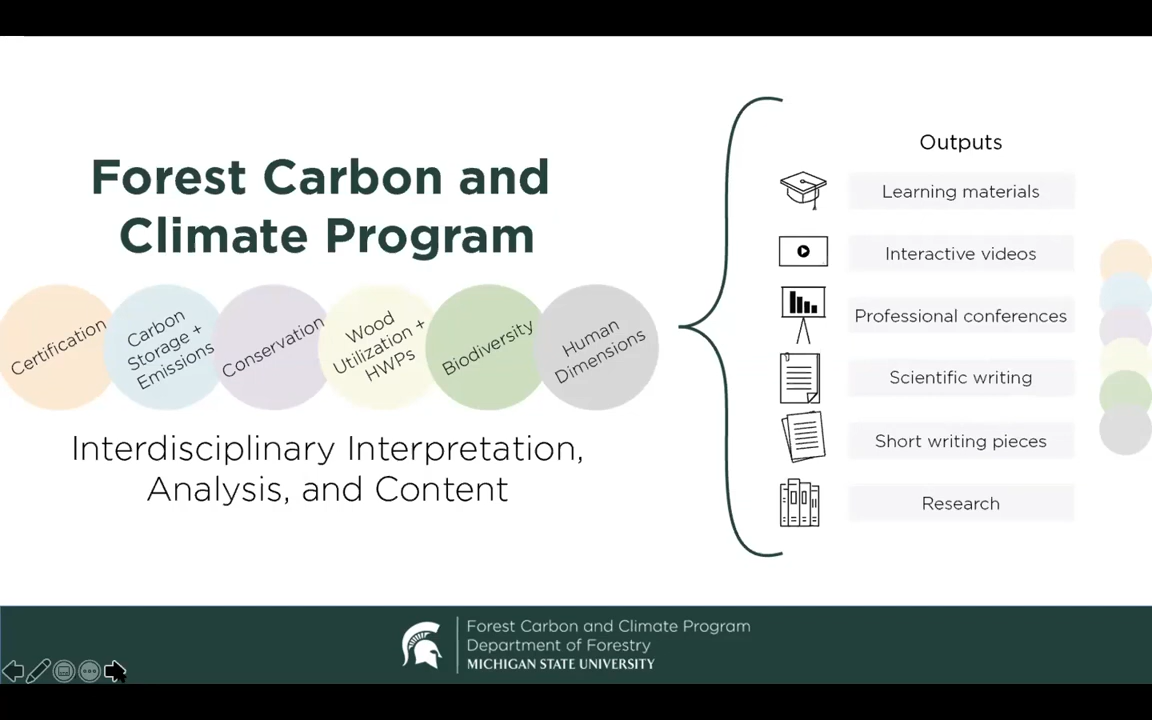 Forest Carbon and
Climate Program
Certification
Carbon
Storage +
Emissions
Conservation
Wood
Utilization +
HWPs
Biodiversity
Human
Dimensions
Interdisciplinary Interpretation,
Analysis, and Content
Outputs
Learning materials
Interactive videos
Professional conferences
Scientific writing
Short writing pieces
Research
Forest Carbon and Climate Program
Department of Forestry
MICHIGAN STATE UNIVERSITY